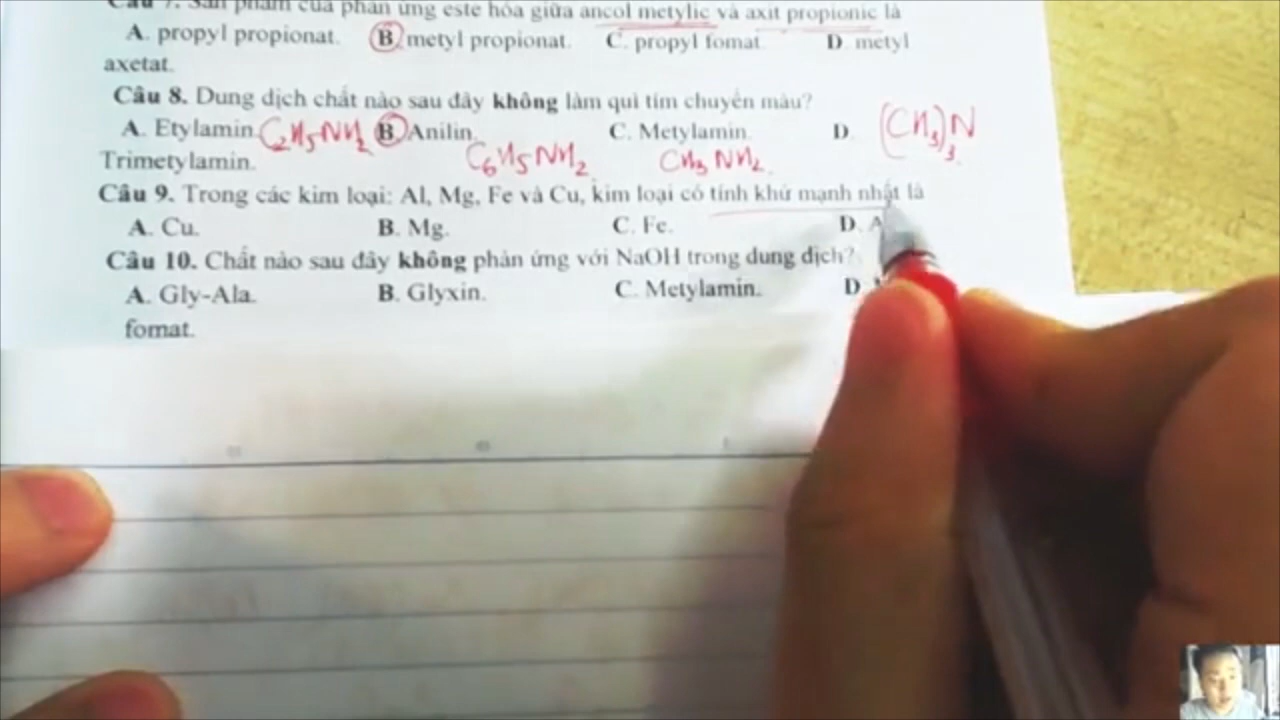 Câu 7. Sản phẩm của phản ứng este hóa giữa ancol metylic và axit propionic là
A. propyl propionat. B. metyl propionat. C. propyl fomat. D. metyl
axetat.
Câu 8. Dung dịch chất nào sau đây không làm quì tím chuyển màu?
A. Etylamin. C2H5NH2 B. Anilin. C. Metylamin. D. (CH3)3N
Trimetylamin. C6H5NH2 CH3NH2
Câu 9. Trong các kim loại: Al, Mg, Fe và Cu, kim loại có tính khử mạnh nhất là
A. Cu. B. Mg. C. Fe. D. A
Câu 10. Chất nào sau đây không phản ứng với NaOH trong dung dịch?
A. Gly-Ala. B. Glyxin. C. Metylamin. D
fomat.